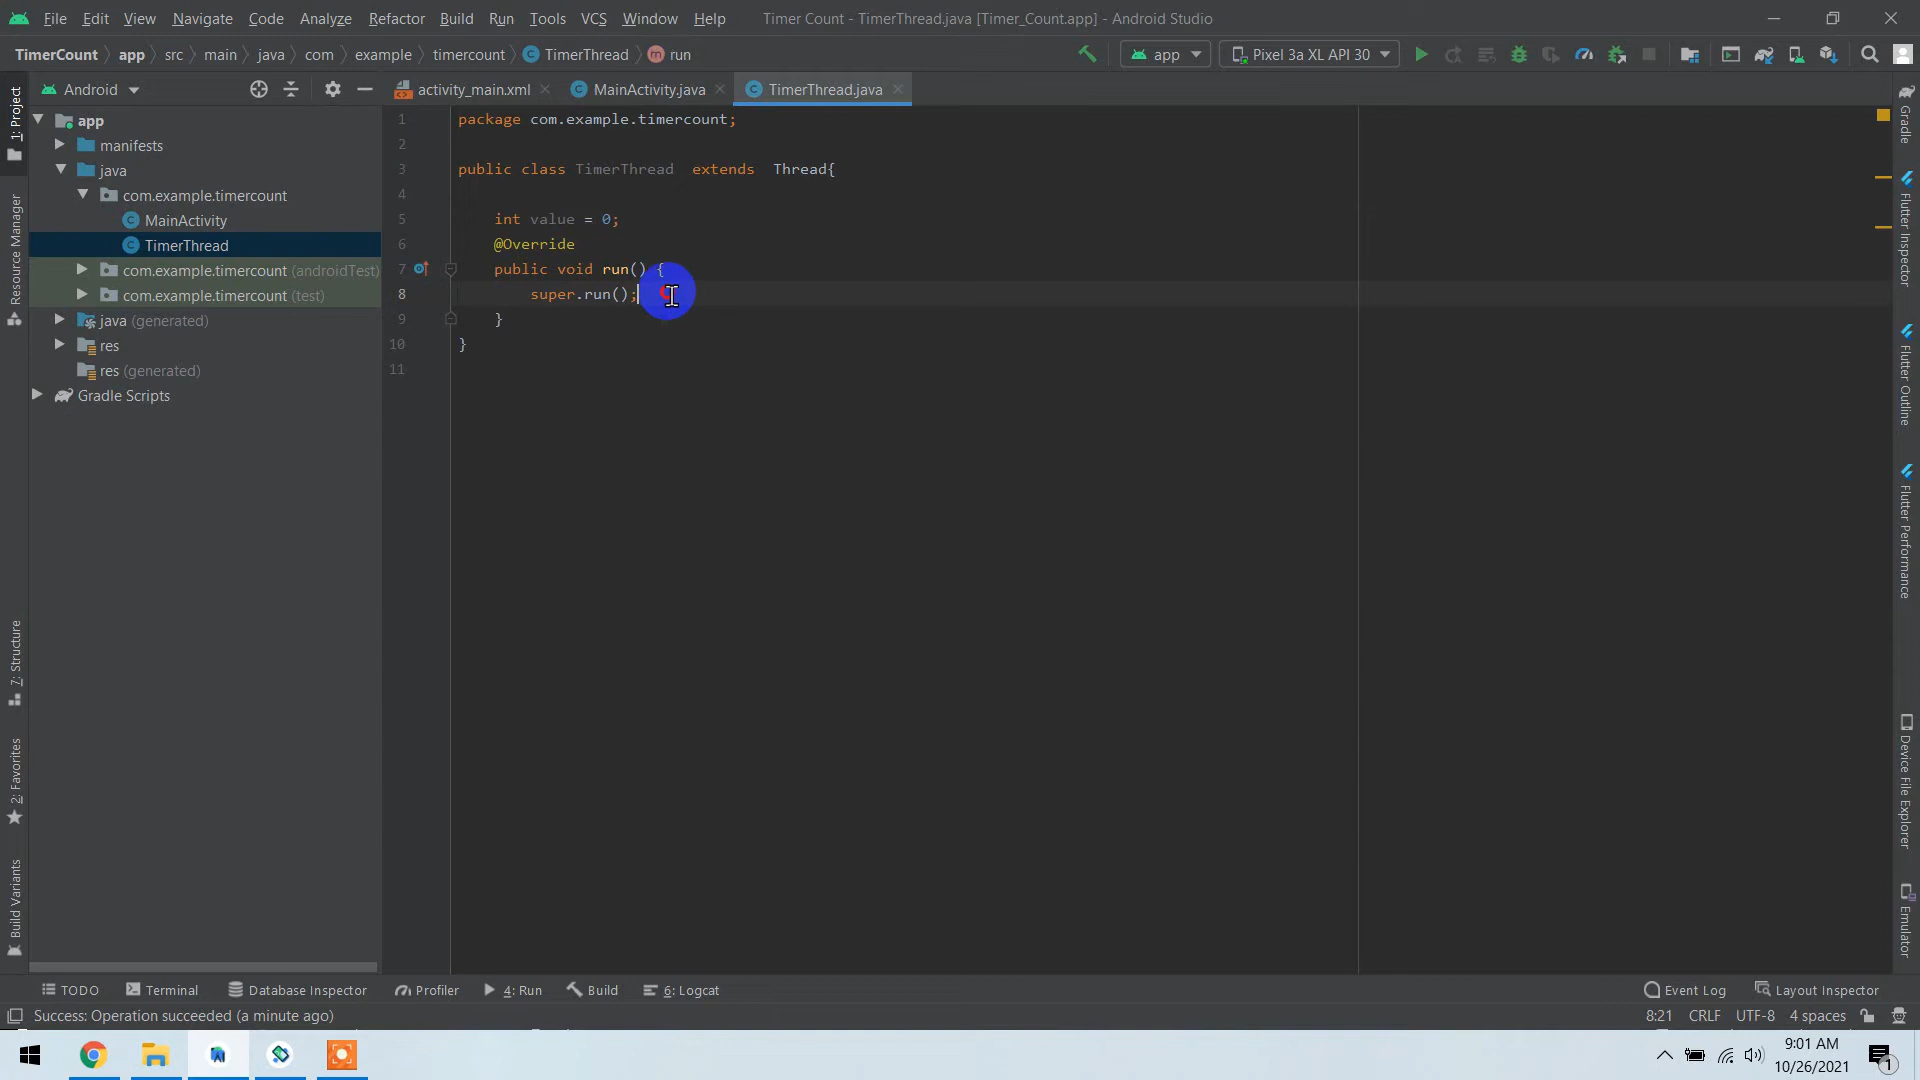 File Edit View Navigate Code Analyze Refactor Build Run Tools VCS Window Help Timer Count - TimerThread.java [Timer_Count.app] - Android Studio
TimerCount app src main java com example timercount TimerThread run app Pixel 3a XL API 30
Android activity_main.xml MainActivity.java TimerThread.java
app
manifests
java
com.example.timercount
MainActivity
TimerThread
com.example.timercount (androidTest)
com.example.timercount (test)
java (generated)
res
res (generated)
Gradle Scripts
1 package com.example.timercount;
2
3 public class TimerThread extends Thread{
4
5 int value = 0;
6 @Override
7 public void run() {
8 super.run();
9 }
10 }
11
1: Project
Resource Manager
7: Structure
2: Favorites
Build Variants
Gradle
Flutter Inspector
Flutter Outline
Flutter Performance
Device File Explorer
Emulator
TODO Terminal Database Inspector Profiler 4: Run Build 6: Logcat Event Log Layout Inspector
Success: Operation succeeded (a minute ago) 8:21 CRLF UTF-8 4 spaces
9:01 AM
10/26/2021
1